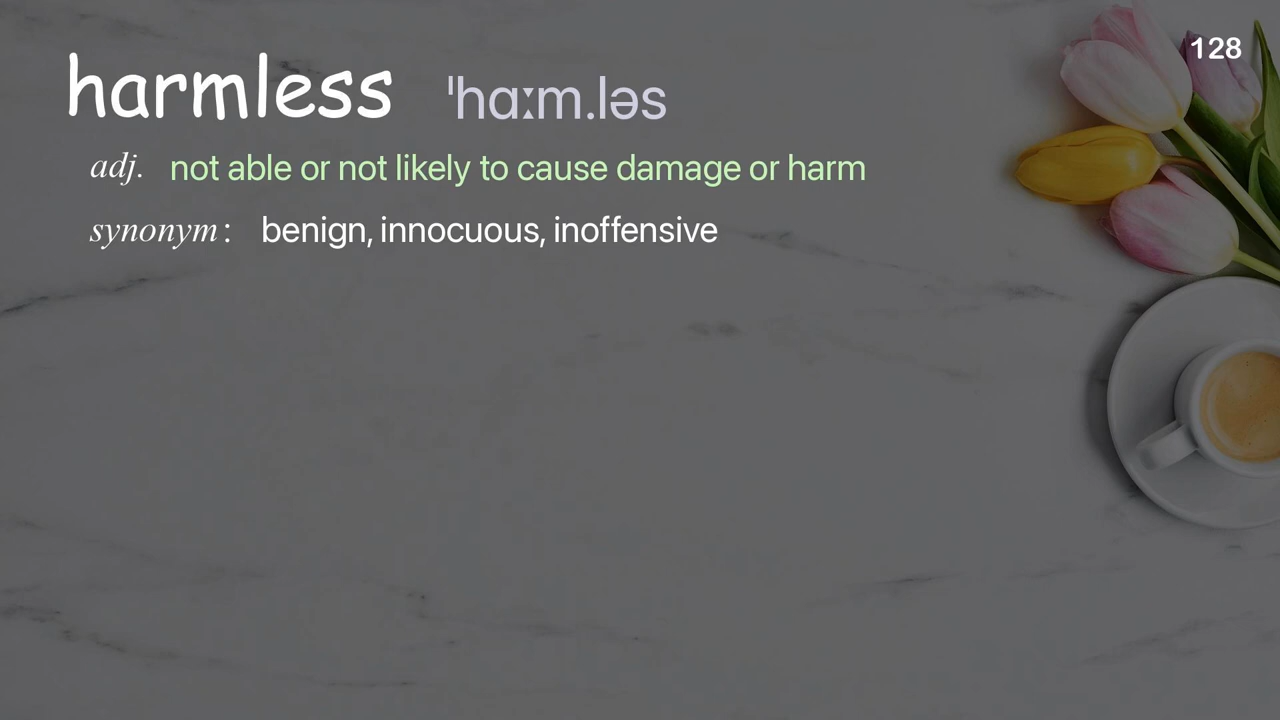 128
harmless ˈhɑːm.ləs
adj. not able or not likely to cause damage or harm
synonym: benign, innocuous, inoffensive